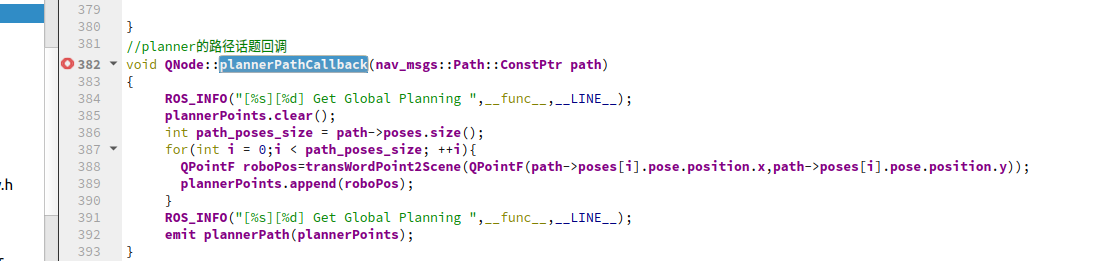 379
380 }
381 //planner的路径话题回调
382 void QNode::plannerPathCallback(nav_msgs::Path::ConstPtr path)
383 {
384 ROS_INFO("[%s][%d] Get Global Planning ",__func__,__LINE__);
385 plannerPoints.clear();
386 int path_poses_size = path->poses.size();
387 for(int i = 0;i < path_poses_size; ++i){
388 QPointF roboPos=transWordPoint2Scene(QPointF(path->poses[i].pose.position.x,path->poses[i].pose.position.y));
389 plannerPoints.append(roboPos);
390 }
391 ROS_INFO("[%s][%d] Get Global Planning ",__func__,__LINE__);
392 emit plannerPath(plannerPoints);
393 }
.h